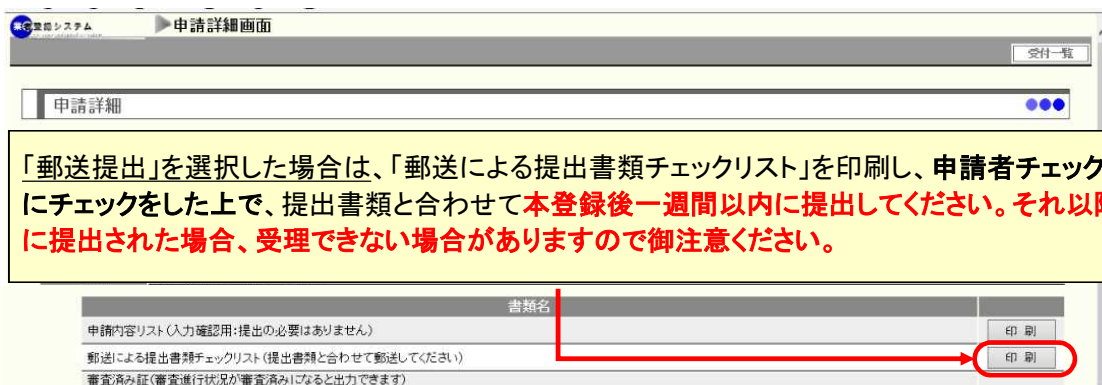 業者登録システム
▶申請詳細画面
受付一覧
申請詳細
「郵送提出」を選択した場合は、「郵送による提出書類チェックリスト」を印刷し、申請者チェック
にチェックをした上で、提出書類と合わせて本登録後一週間以内に提出してください。それ以
に提出された場合、受理できない場合がありますので御注意ください。
書類名
申請内容リスト(入力確認用:提出の必要はありません)
印 刷
郵送による提出書類チェックリスト(提出書類と合わせて郵送してください)
印 刷
審査済み証(審査進行状況が審査済みになると出力できます)